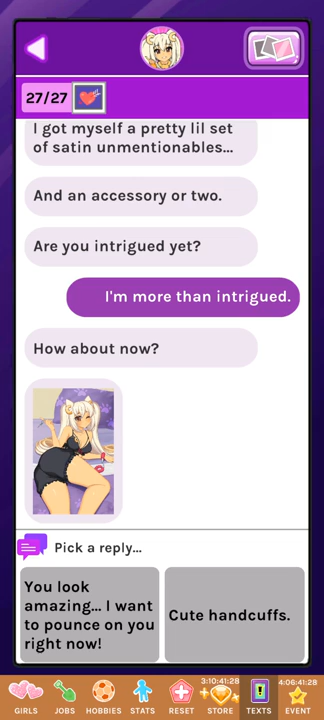 27/27
I got myself a pretty lil set
of satin unmentionables...
And an accessory or two.
Are you intrigued yet?
I'm more than intrigued.
How about now?
Pick a reply...
You look
amazing... I want
to pounce on you
right now!
Cute handcuffs.
3:10:41:28
4:06:41:28
GIRLS
JOBS
HOBBIES
STATS
RESET
STORE
TEXTS
EVENT